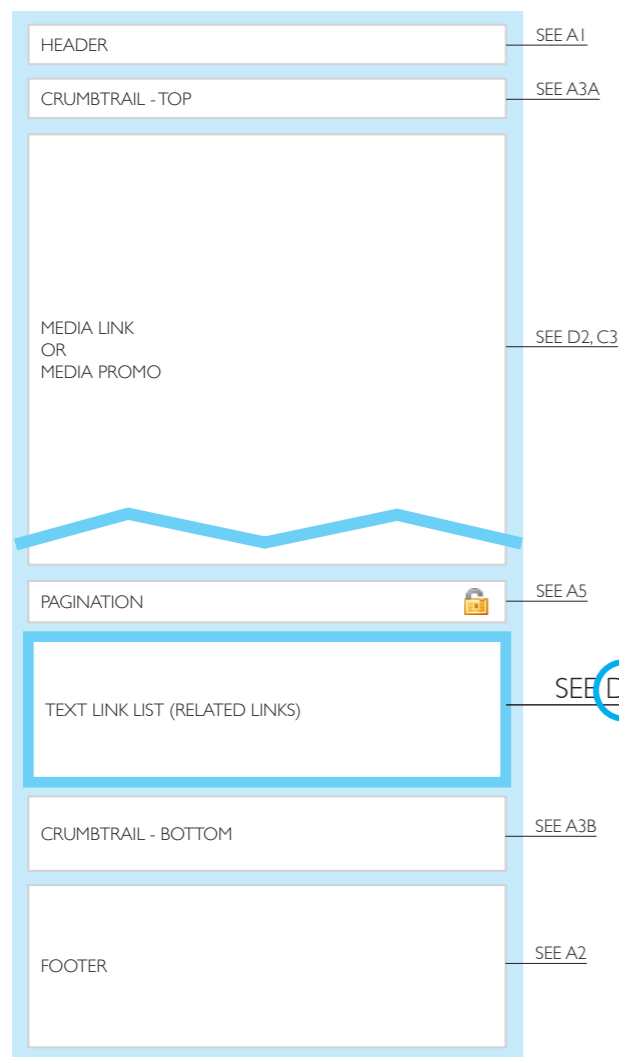 HEADER
SEE A1
CRUMBTRAIL - TOP
SEE A3A
MEDIA LINK
OR
MEDIA PROMO
SEE D2, C3
PAGINATION
SEE A5
TEXT LINK LIST (RELATED LINKS)
SEE
CRUMBTRAIL - BOTTOM
SEE A3B
FOOTER
SEE A2